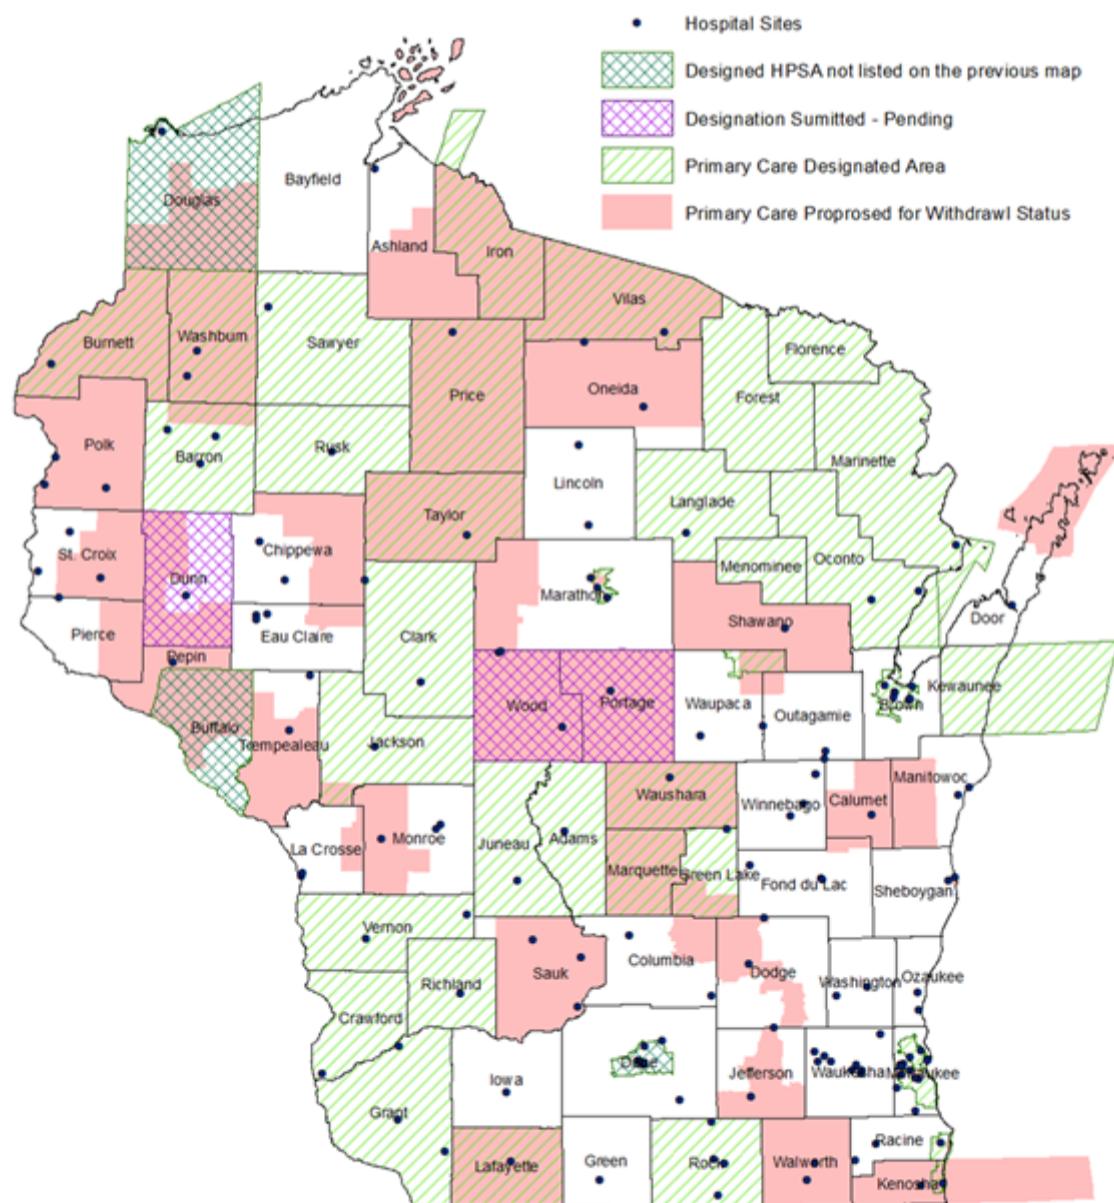 Hospital Sites
Designed HPSA not listed on the previous map
Designation Sumitted - Pending
Primary Care Designated Area
Primary Care Proprosed for Withdrawl Status
Bayfield
Douglas
Ashland
Iron
Vilas
Burnett
Washburn
Sawyer
Florence
Price
Oneida
Forest
Polk
Barron
Rusk
Marinette
Lincoln
Langlade
Taylor
Chippewa
St. Croix
Dunn
Oconto
Menominee
Marathon
Door
Pierce
Eau Claire
Clark
Shawano
Pepin
Kewaunee
Wood
Portage
Waupaca
Brown
Outagamie
Buffalo
Trempealeau
Jackson
Manitowoc
Waushara
Winnebago
Calumet
Monroe
Juneau
Adams
La Crosse
Marquette
Green Lake
Fond du Lac
Sheboygan
Vernon
Columbia
Sauk
Dodge
Washington
Ozaukee
Richland
Crawford
Dane
Jefferson
Waukesha
Milwaukee
Iowa
Grant
Racine
Lafayette
Green
Rock
Walworth
Kenosha